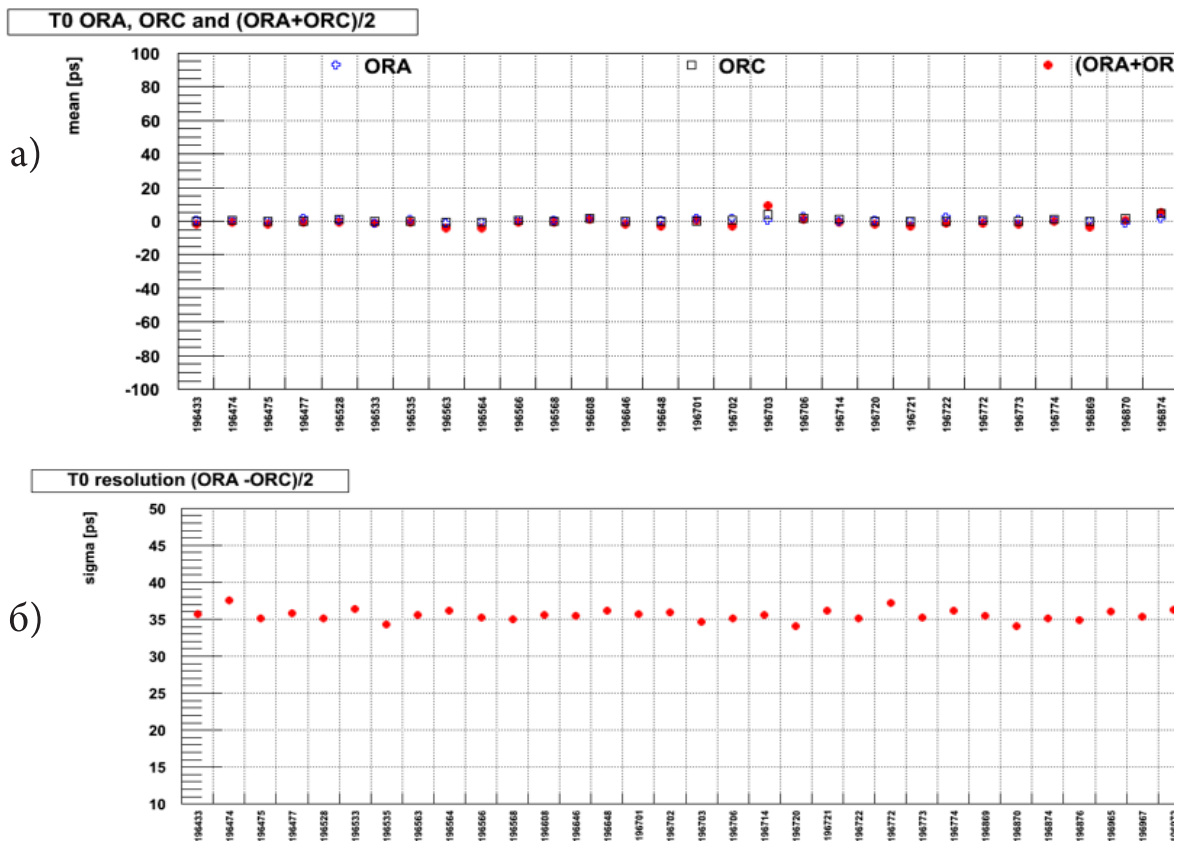 T0 ORA, ORC and (ORA+ORC)/2
mean [ps]
ORA
ORC
(ORA+OR
100
80
60
40
20
0
-20
-40
-60
-80
-100
а)
196433 196474 196475 196477 196528 196533 196535 196563 196564 196566 196568 196608 196646 196648 196701 196702 196703 196706 196714 196720 196721 196722 196772 196773 196774 196869 196870 196874
T0 resolution (ORA -ORC)/2
sigma [ps]
50
45
40
35
30
25
20
15
10
б)
196433 196474 196475 196477 196528 196533 196535 196563 196564 196566 196568 196608 196646 196648 196701 196702 196703 196706 196714 196720 196721 196722 196772 196773 196774 196869 196870 196874 196876 196965 196967